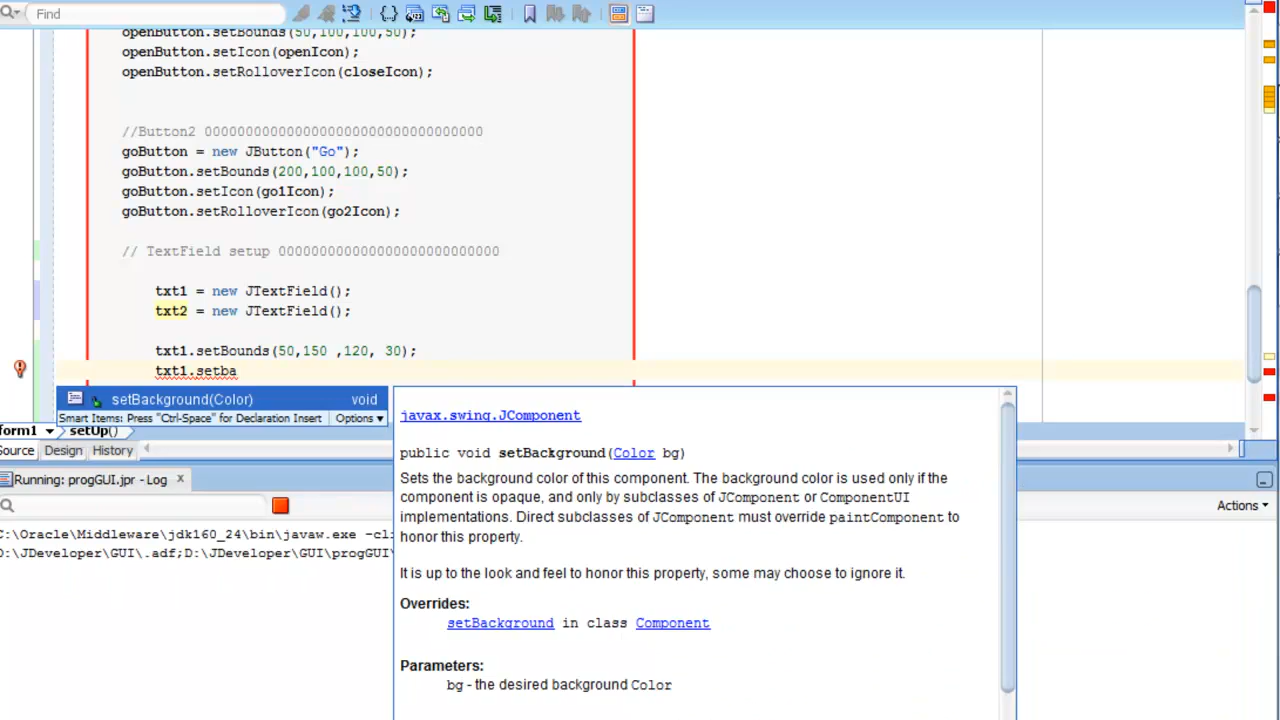 Find
openButton.setBounds(50,100,100,50);
openButton.setIcon(openIcon);
openButton.setRolloverIcon(closeIcon);
//Button2 0000000000000000000000000000000000
goButton = new JButton("Go");
goButton.setBounds(200,100,100,50);
goButton.setIcon(go1Icon);
goButton.setRolloverIcon(go2Icon);
// TextField setup 000000000000000000000000000
txt1 = new JTextField();
txt2 = new JTextField();
txt1.setBounds(50,150 ,120, 30);
txt1.setba
setBackground(Color) void
Smart Items: Press "Ctrl-Space" for Declaration Insert Options
form1 setUp()
Source Design History
Running: progGUI.jpr - Log
Actions
C:\Oracle\Middleware\jdk160_24\bin\javaw.exe -cli
D:\JDeveloper\GUI\.adf;D:\JDeveloper\GUI\progGUI\
javax.swing.JComponent
public void setBackground(Color bg)
Sets the background color of this component. The background color is used only if the
component is opaque, and only by subclasses of JComponent or ComponentUI
implementations. Direct subclasses of JComponent must override paintComponent to
honor this property.
It is up to the look and feel to honor this property, some may choose to ignore it.
Overrides:
setBackground in class Component
Parameters:
bg - the desired background Color